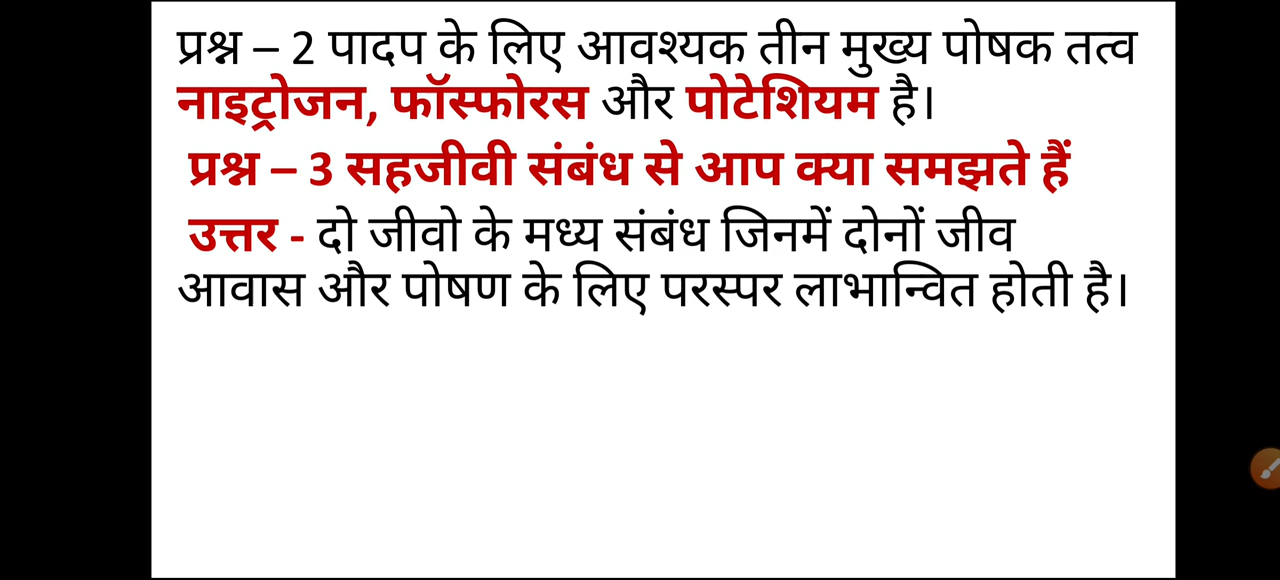 प्रश्न – 2 पादप के लिए आवश्यक तीन मुख्य पोषक तत्व
नाइट्रोजन, फॉस्फोरस और पोटेशियम है।
प्रश्न – 3 सहजीवी संबंध से आप क्या समझते हैं
उत्तर - दो जीवो के मध्य संबंध जिनमें दोनों जीव
आवास और पोषण के लिए परस्पर लाभान्वित होती है।